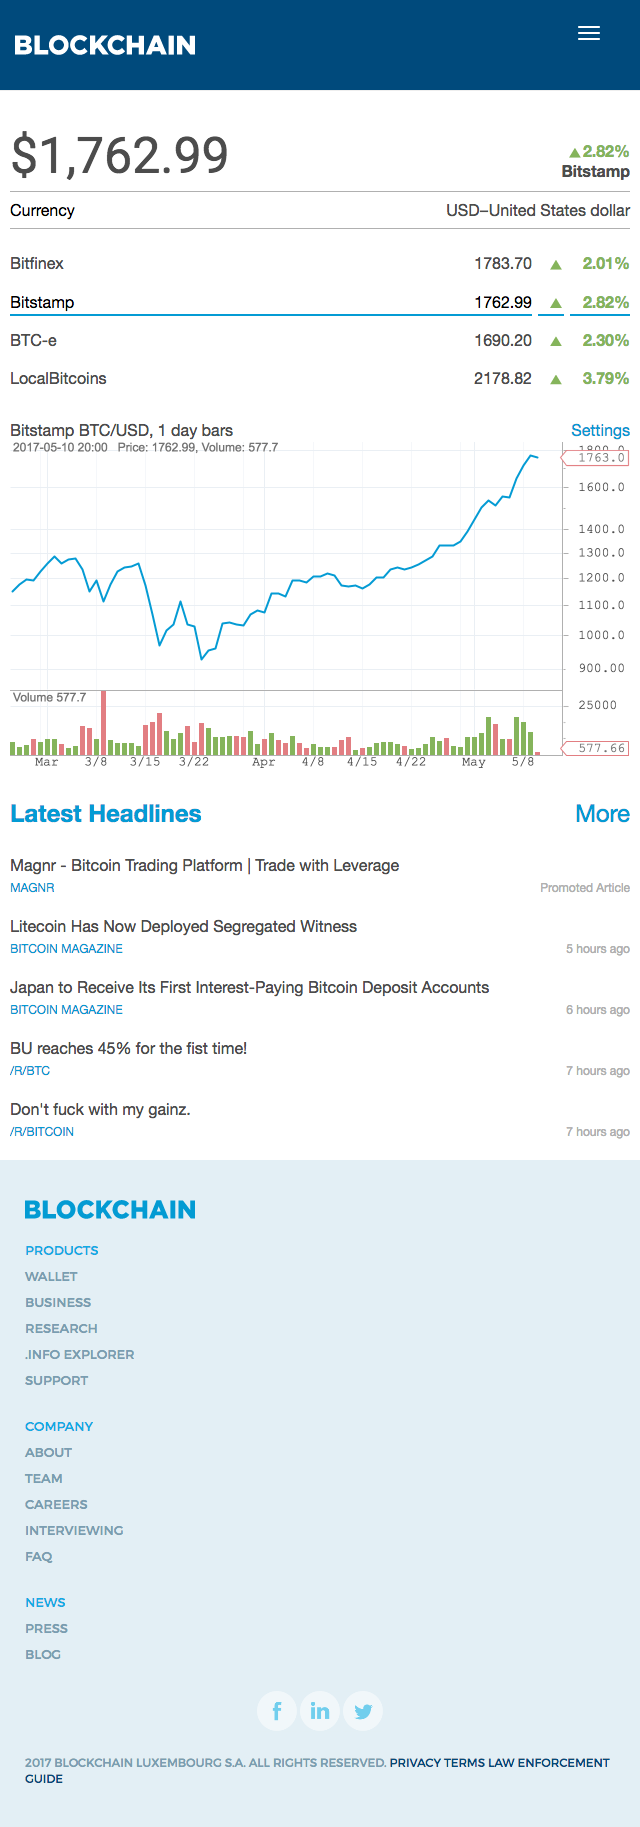 BLOCKCHAIN
$1,762.99
▲2.82%
Bitstamp
Currency USD–United States dollar
Bitfinex 1783.70 ▲ 2.01%
Bitstamp 1762.99 ▲ 2.82%
BTC-e 1690.20 ▲ 2.30%
LocalBitcoins 2178.82 ▲ 3.79%
Bitstamp BTC/USD, 1 day bars Settings
2017-05-10 20:00 Price: 1762.99, Volume: 577.7
1800.0
1763.0
1600.0
1400.0
1300.0
1200.0
1100.0
1000.0
900.00
Volume 577.7
25000
577.66
Mar 3/8 3/15 3/22 Apr 4/8 4/15 4/22 May 5/8
Latest Headlines More
Magnr - Bitcoin Trading Platform | Trade with Leverage
MAGNR Promoted Article
Litecoin Has Now Deployed Segregated Witness
BITCOIN MAGAZINE 5 hours ago
Japan to Receive Its First Interest-Paying Bitcoin Deposit Accounts
BITCOIN MAGAZINE 6 hours ago
BU reaches 45% for the fist time!
/R/BTC 7 hours ago
Don't fuck with my gainz.
/R/BITCOIN 7 hours ago
BLOCKCHAIN
PRODUCTS
WALLET
BUSINESS
RESEARCH
.INFO EXPLORER
SUPPORT
COMPANY
ABOUT
TEAM
CAREERS
INTERVIEWING
FAQ
NEWS
PRESS
BLOG
2017 BLOCKCHAIN LUXEMBOURG S.A. ALL RIGHTS RESERVED. PRIVACY TERMS LAW ENFORCEMENT
GUIDE